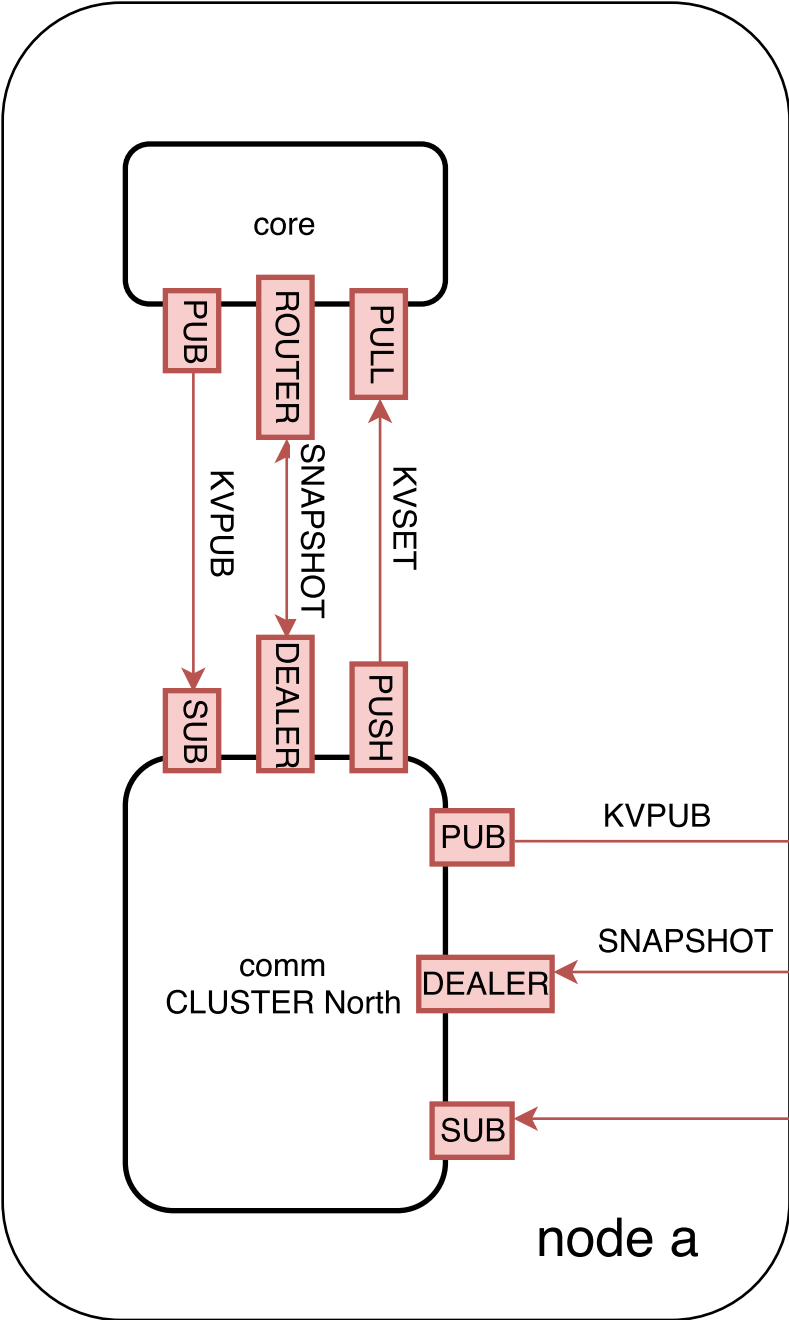 core
PUB
ROUTER
PULL
KVPUB
SNAPSHOT
KVSET
SUB
DEALER
PUSH
PUB
KVPUB
SNAPSHOT
comm
CLUSTER North
DEALER
SUB
node a